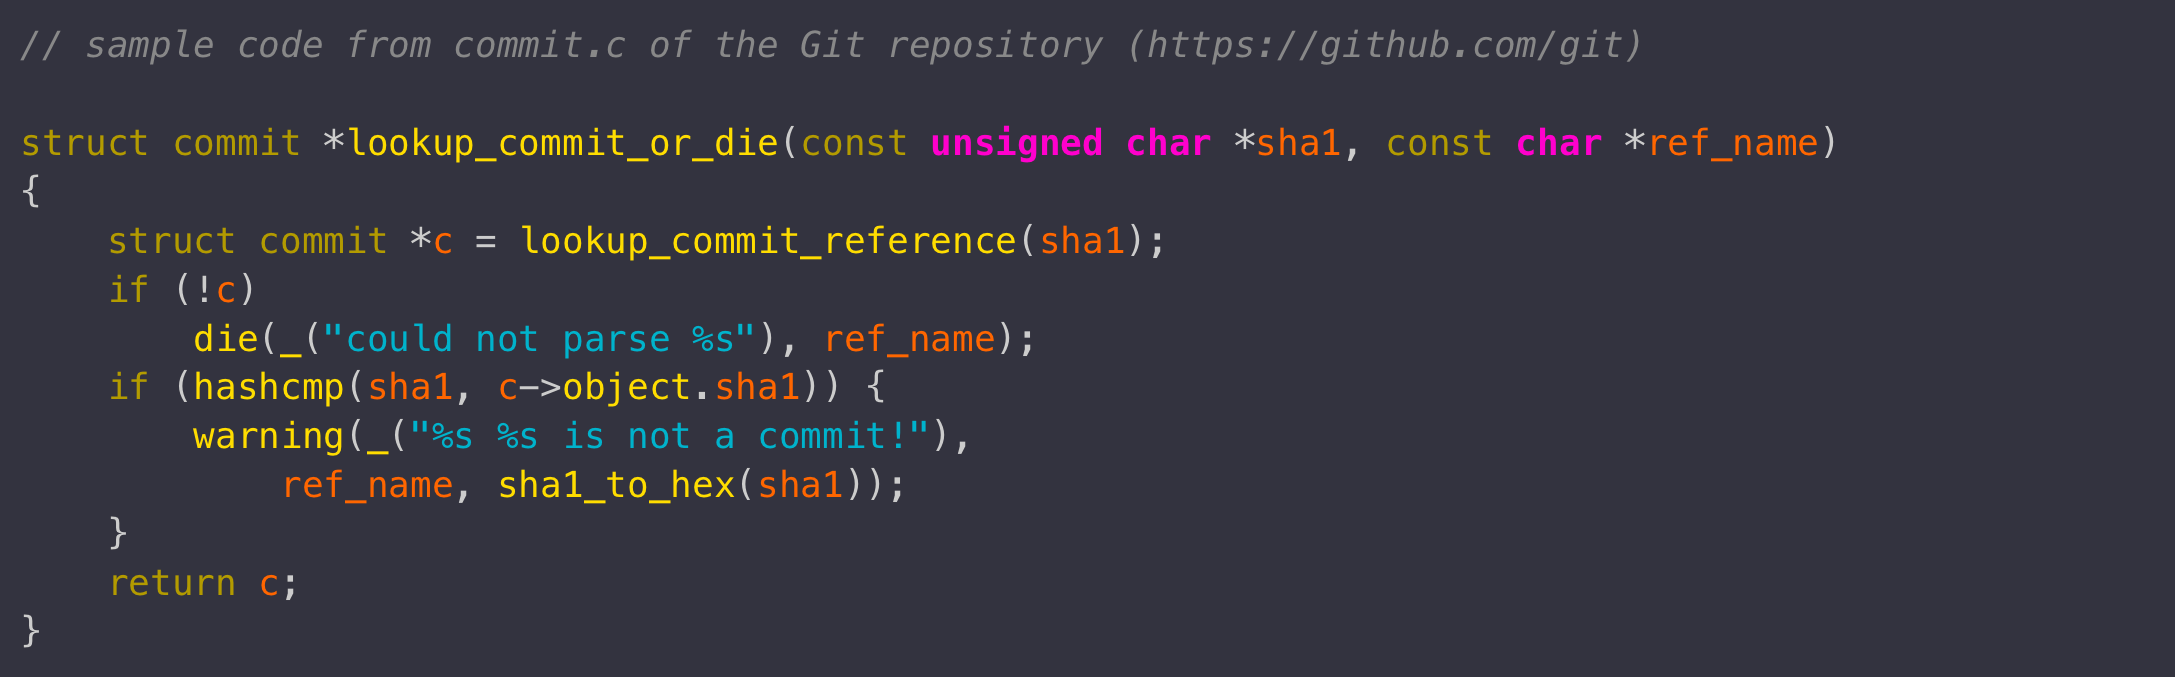 // sample code from commit.c of the Git repository (https://github.com/git)

struct commit *lookup_commit_or_die(const unsigned char *sha1, const char *ref_name)
{
    struct commit *c = lookup_commit_reference(sha1);
    if (!c)
        die(_("could not parse %s"), ref_name);
    if (hashcmp(sha1, c->object.sha1)) {
        warning(_("%s %s is not a commit!"),
            ref_name, sha1_to_hex(sha1));
    }
    return c;
}